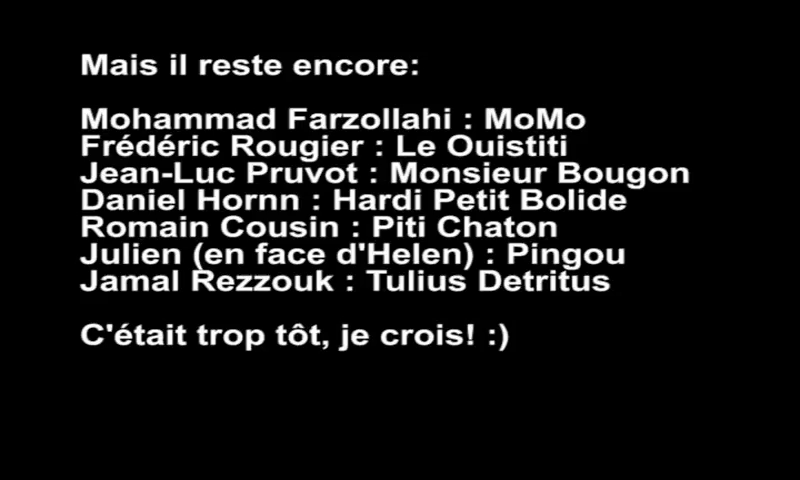 Mais il reste encore:
Mohammad Farzollahi : MoMo
Frédéric Rougier : Le Ouistiti
Jean-Luc Pruvot : Monsieur Bougon
Daniel Hornn : Hardi Petit Bolide
Romain Cousin : Piti Chaton
Julien (en face d'Helen) : Pingou
Jamal Rezzouk : Tulius Detritus
C'était trop tôt, je crois! :)